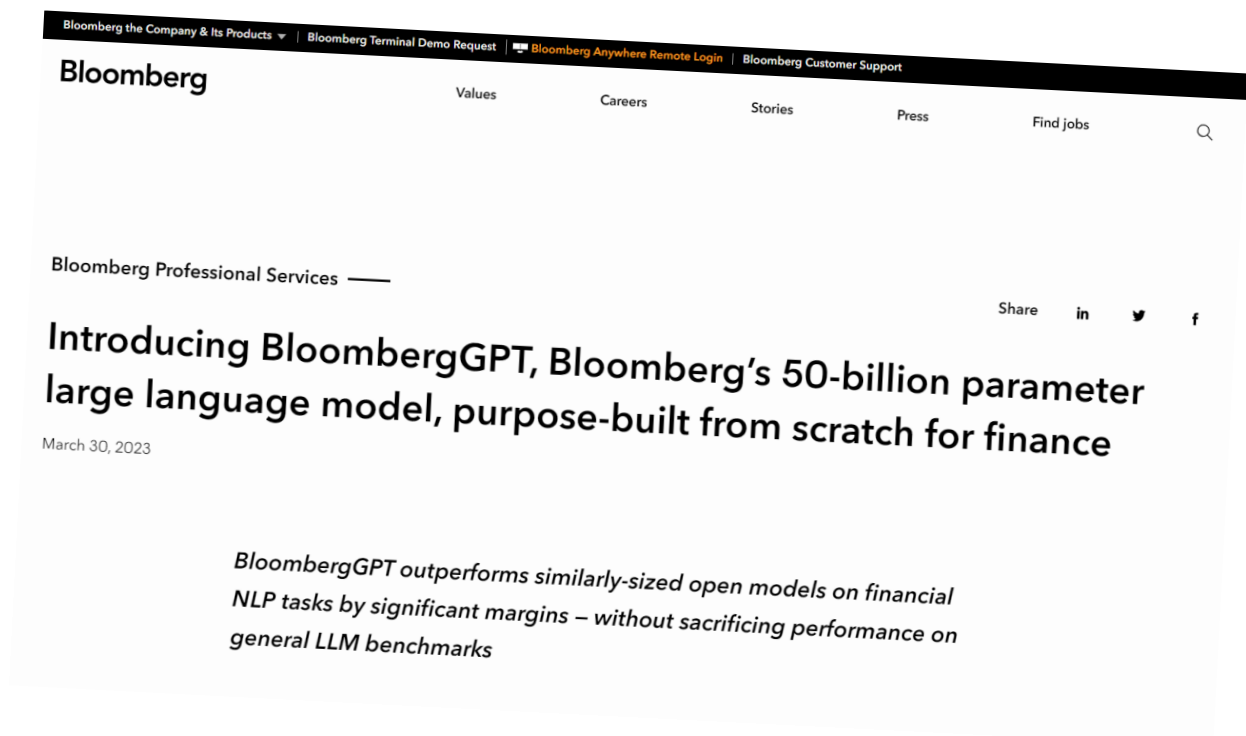 Bloomberg the Company & Its Products | Bloomberg Terminal Demo Request | Bloomberg Anywhere Remote Login | Bloomberg Customer Support
Bloomberg Values Careers Stories Press Find jobs
Bloomberg Professional Services
Share
Introducing BloombergGPT, Bloomberg’s 50-billion parameter
large language model, purpose-built from scratch for finance
March 30, 2023
BloombergGPT outperforms similarly-sized open models on financial
NLP tasks by significant margins – without sacrificing performance on
general LLM benchmarks